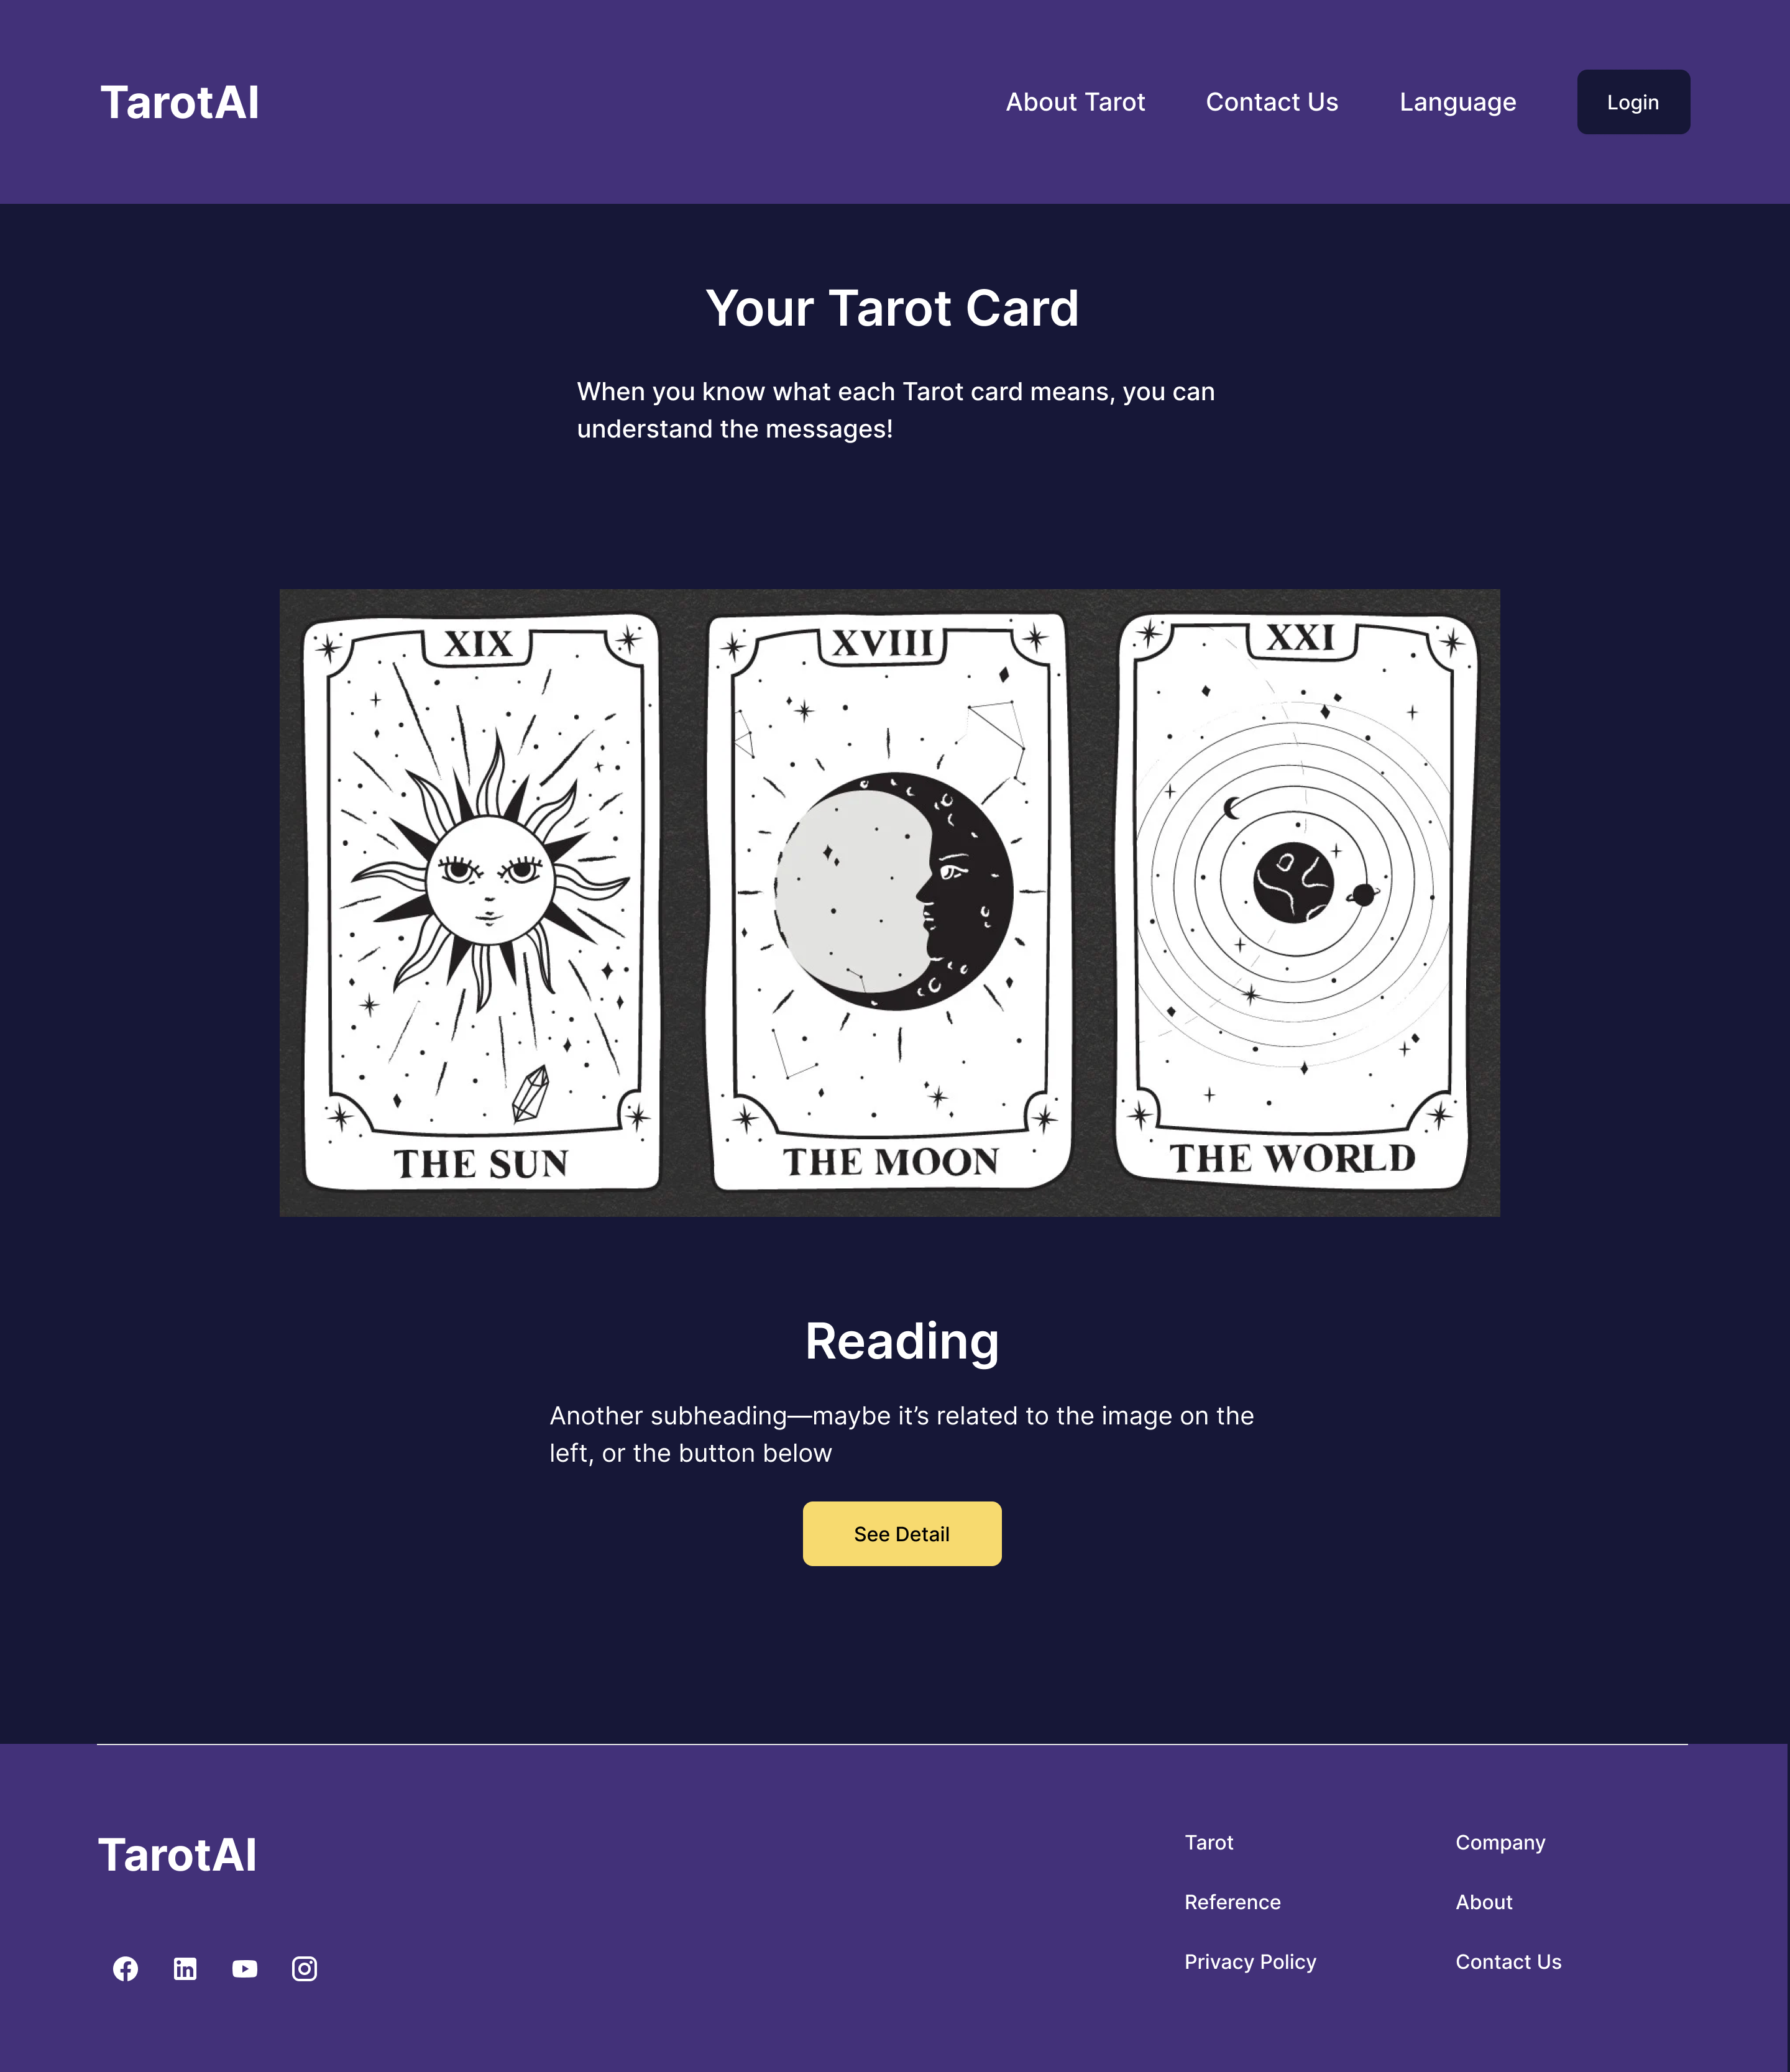 TarotAI
About Tarot
Contact Us
Language
Login
Your Tarot Card
When you know what each Tarot card means, you can
understand the messages!
XIX
XVIII
XXI
THE SUN
THE MOON
THE WORLD
Reading
Another subheading—maybe it’s related to the image on the
left, or the button below
See Detail
TarotAI
Tarot
Reference
Privacy Policy
Company
About
Contact Us